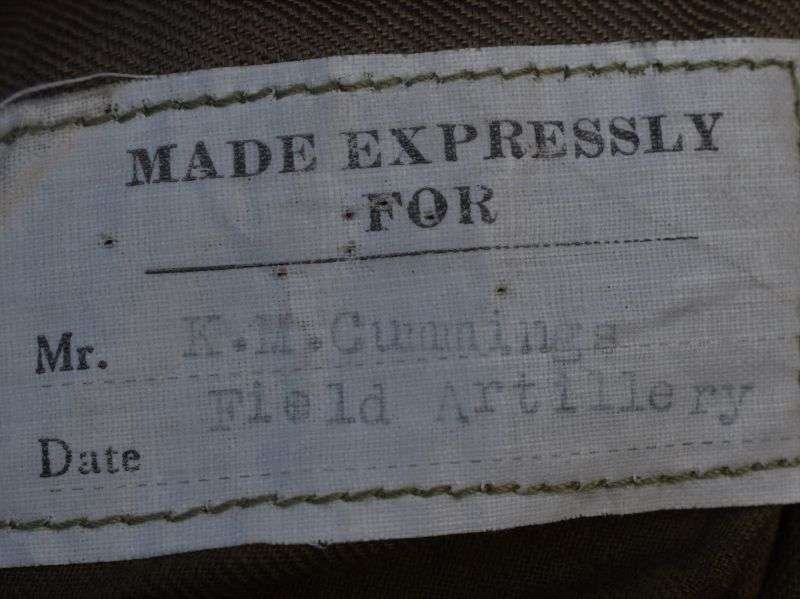 MADE EXPRESSLY
FOR
Mr. K.M.Cummings
Field Artillery
Date